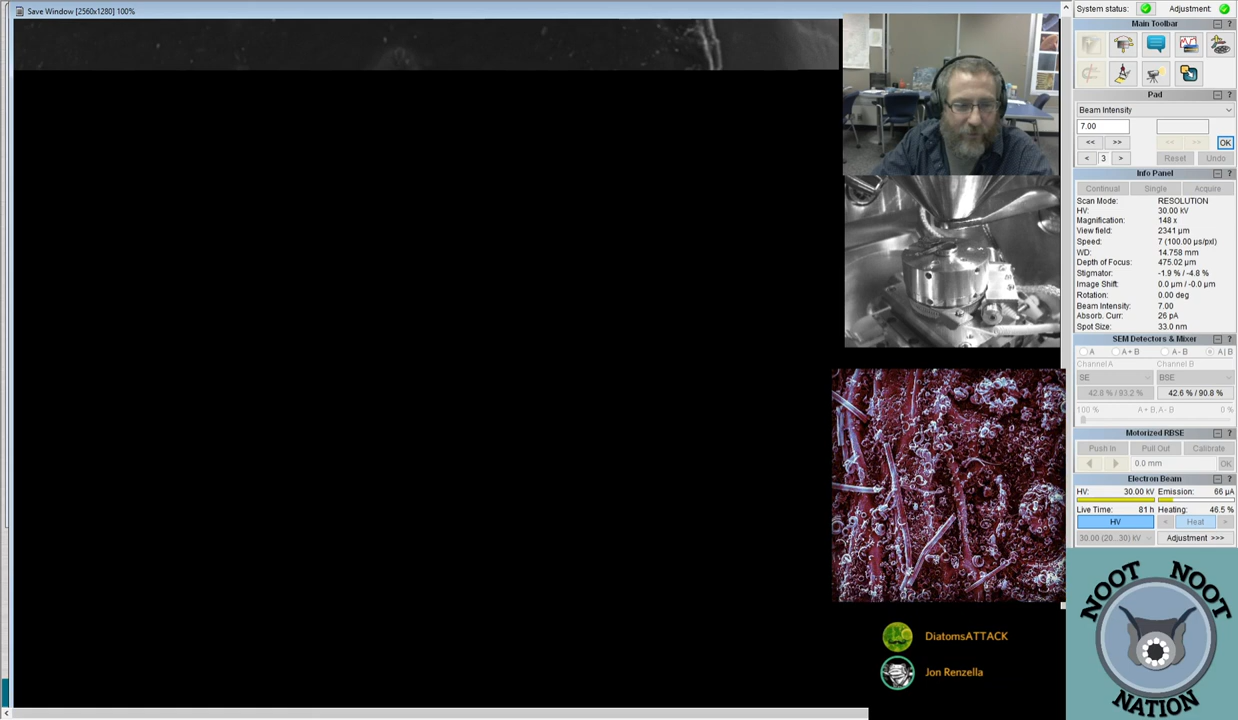 Save Window [2560x1280] 100%
System status: Adjustment:
Main Toolbar
Pad
Beam Intensity
7.00
<< >> << >> OK
< 3 > Reset Undo
Info Panel
Continual Single Acquire
Scan Mode: RESOLUTION
HV: 30.00 kV
Magnification: 148 x
View field: 2341 µm
Speed: 7 (100.00 µs/pxl)
WD: 14.758 mm
Depth of Focus: 475.02 µm
Stigmator: -1.9 % / -4.8 %
Image Shift: 0.0 µm / -0.0 µm
Rotation: 0.00 deg
Beam Intensity: 7.00
Absorb. Curr: 26 pA
Spot Size: 33.0 nm
SEM Detectors & Mixer
A A + B A - B A | B
Channel A Channel B
SE BSE
42.8 % / 93.2 % 42.6 % / 90.8 %
100 % A + B, A - B 0 %
Motorized RBSE
Push In Pull Out Calibrate
0.0 mm OK
Electron Beam
HV: 30.00 kV Emission: 66 µA
Live Time: 81 h Heating: 46.5 %
HV < Heat >
30.00 (20...30) kV Adjustment >>>
DiatomsATTACK
Jon Renzella
NOOT NOOT
NATION